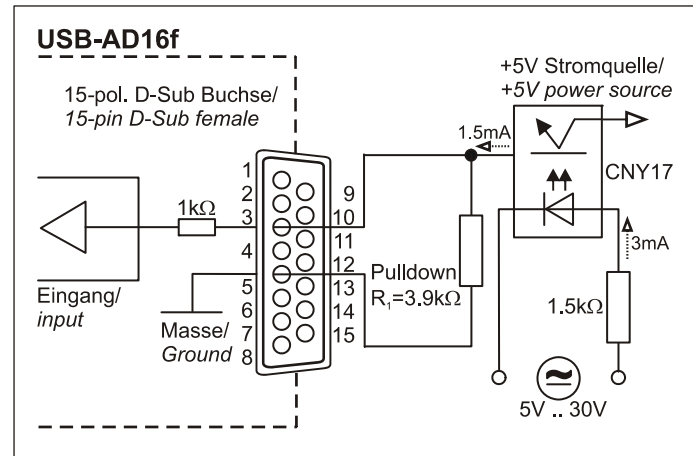 USB-AD16f
15-pol. D-Sub Buchse/
15-pin D-Sub female
+5V Stromquelle/
+5V power source
1.5mA
CNY17
1kΩ
1
2
3
4
5
6
7
8
9
10
11
12
13
14
15
3mA
Pulldown
R₁=3.9kΩ
1.5kΩ
Eingang/
input
Masse/
Ground
5V .. 30V